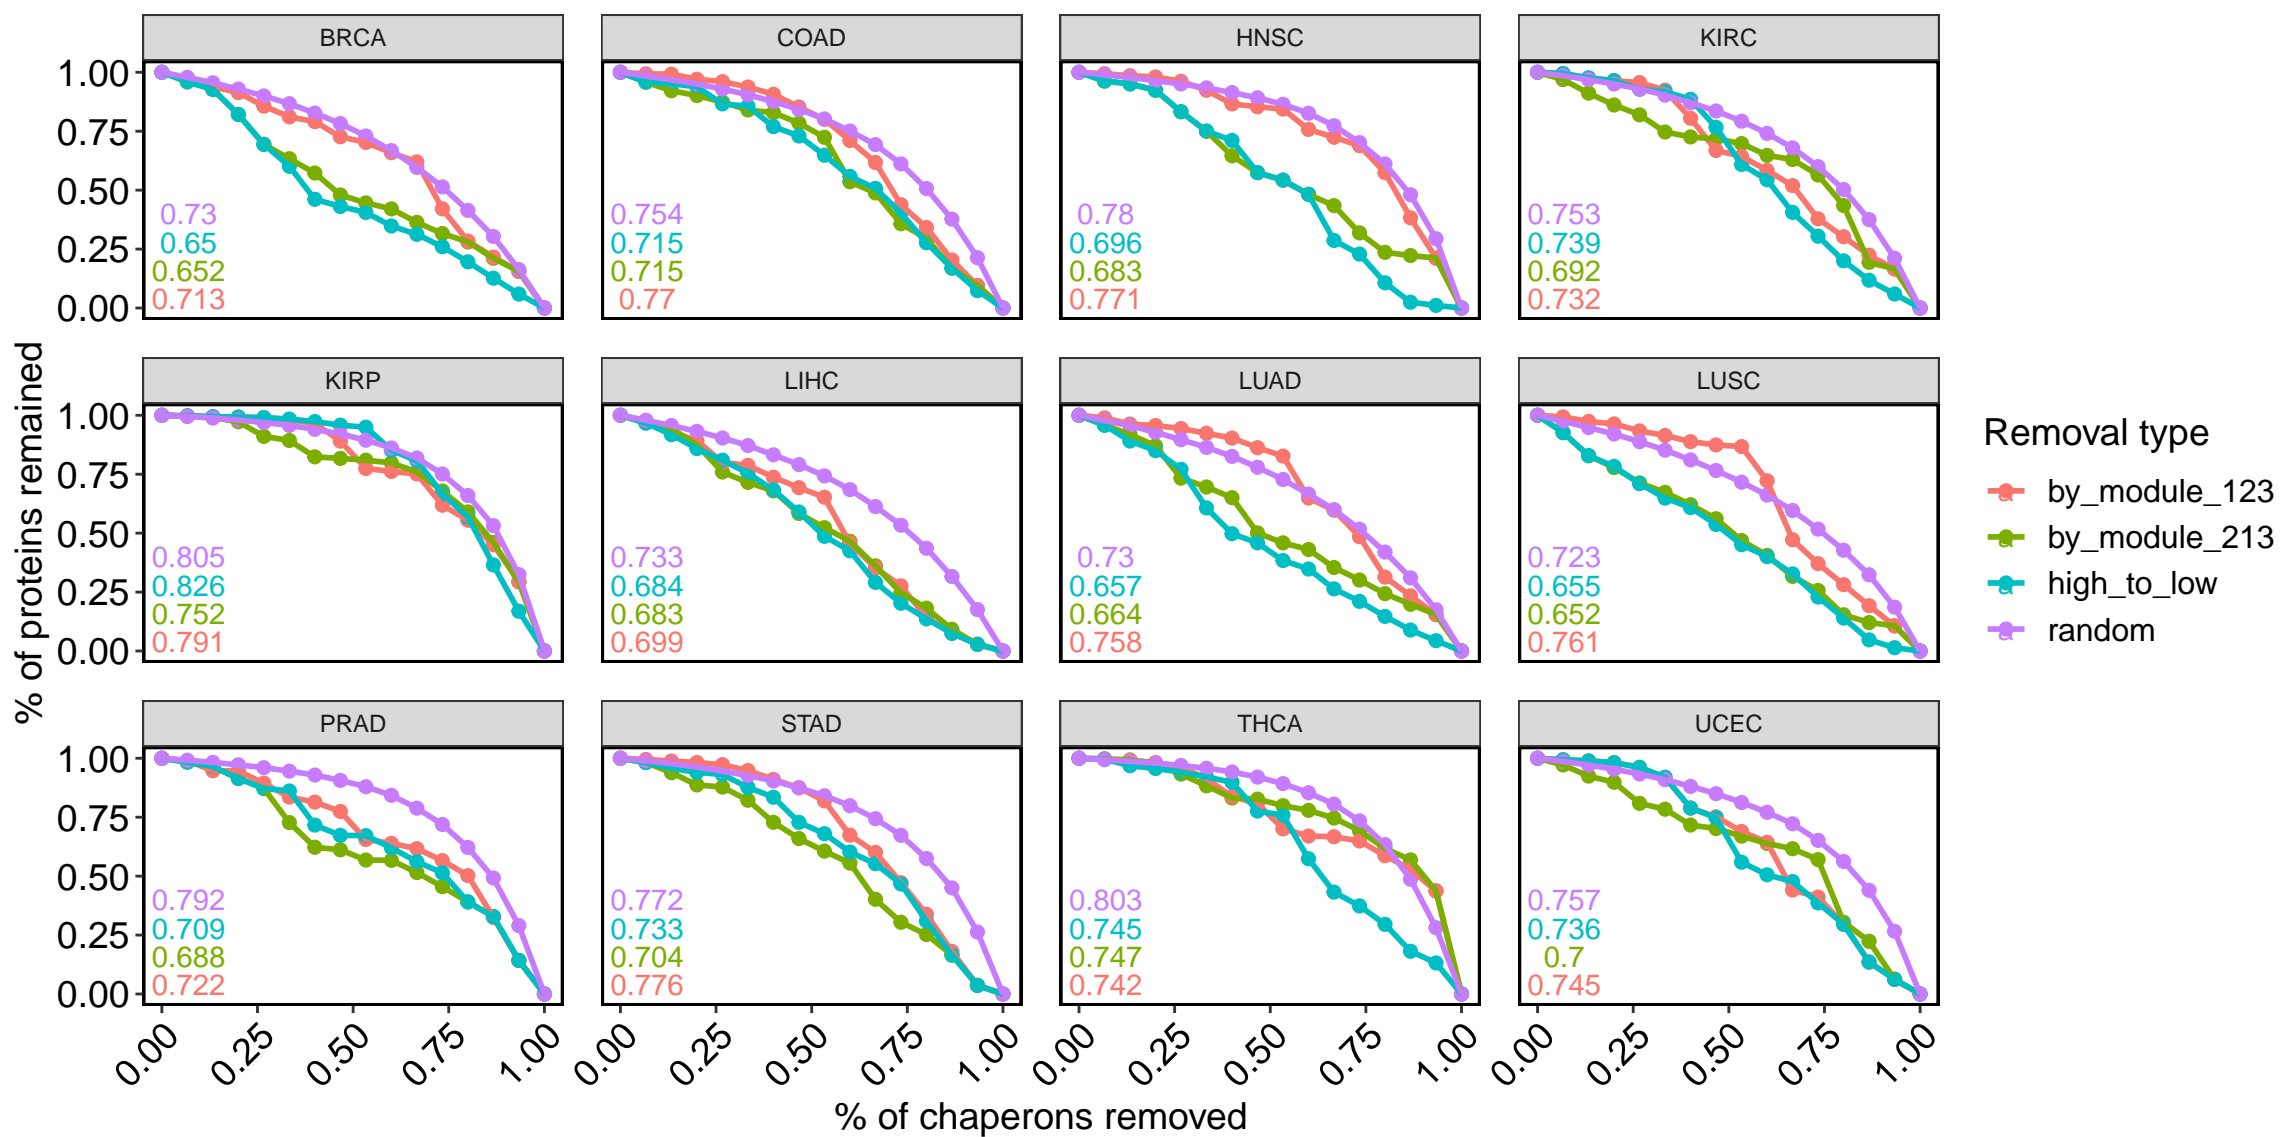 BRCA
COAD
HNSC
KIRC
1.00
0.75
0.50
0.25
0.00
0.73
0.65
0.652
0.713
0.754
0.715
0.715
0.77
0.78
0.696
0.683
0.771
0.753
0.739
0.692
0.732
KIRP
LIHC
LUAD
LUSC
1.00
0.75
0.50
0.25
0.00
0.805
0.826
0.752
0.791
0.733
0.684
0.683
0.699
0.73
0.657
0.664
0.758
0.723
0.655
0.652
0.761
PRAD
STAD
THCA
UCEC
1.00
0.75
0.50
0.25
0.00
0.792
0.709
0.688
0.722
0.772
0.733
0.704
0.776
0.803
0.745
0.747
0.742
0.757
0.736
0.7
0.745
0.00 0.25 0.50 0.75 1.00
0.00 0.25 0.50 0.75 1.00
0.00 0.25 0.50 0.75 1.00
0.00 0.25 0.50 0.75 1.00
% of chaperons removed
% of proteins remained
Removal type
a by_module_123
a by_module_213
a high_to_low
a random